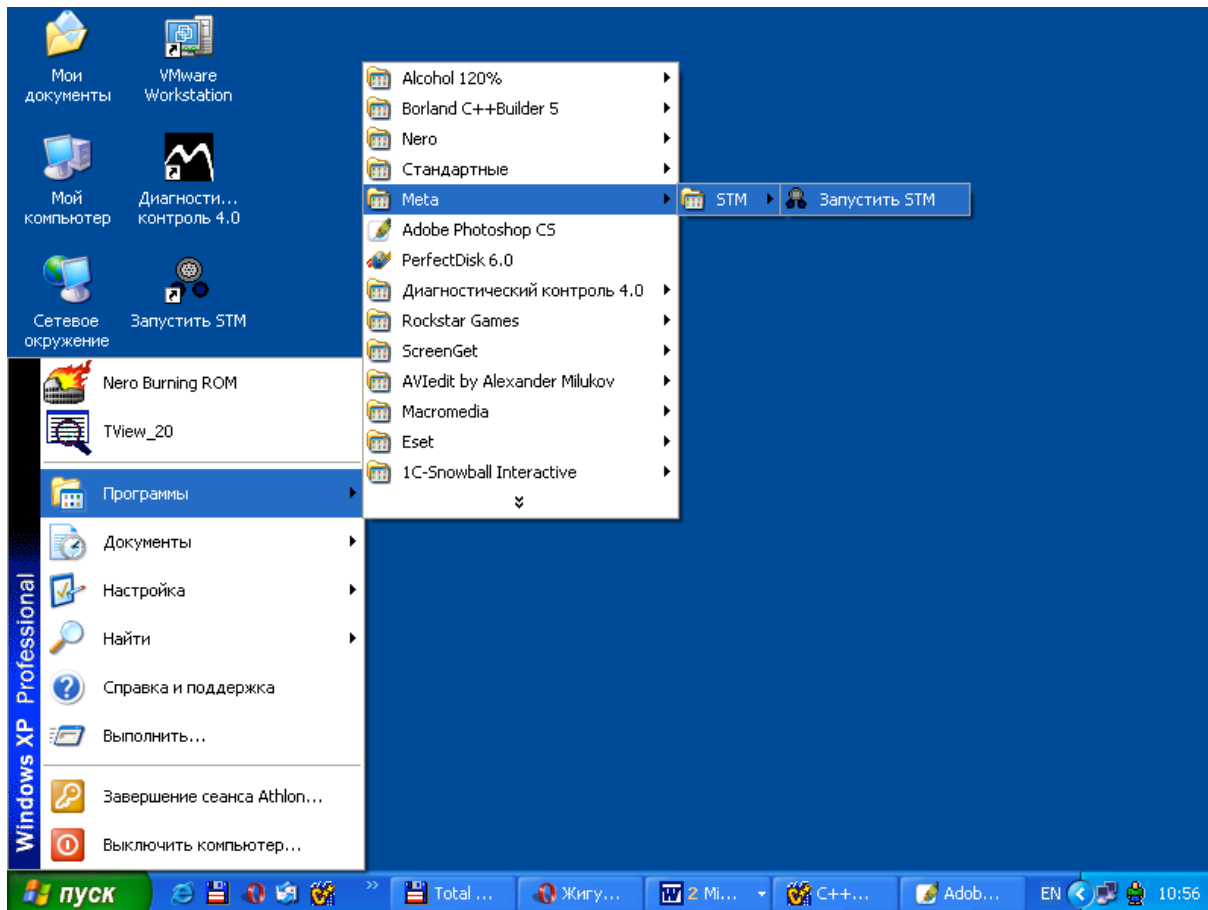 Мои
документы
VMware
Workstation
Мой
компьютер
Диагности...
контроль 4.0
Сетевое
окружение
Запустить STM
Alcohol 120%
Borland C++Builder 5
Nero
Стандартные
Meta
STM
Запустить STM
Adobe Photoshop CS
PerfectDisk 6.0
Диагностический контроль 4.0
Rockstar Games
ScreenGet
AVIedit by Alexander Milukov
Macromedia
Eset
1C-Snowball Interactive
Nero Burning ROM
TView_20
Программы
Документы
Настройка
Найти
Справка и поддержка
Выполнить...
Завершение сеанса Athlon...
Выключить компьютер...
Windows XP Professional
пуск
Total ...
Жигу...
2 Mi...
C++...
Adob...
EN
10:56